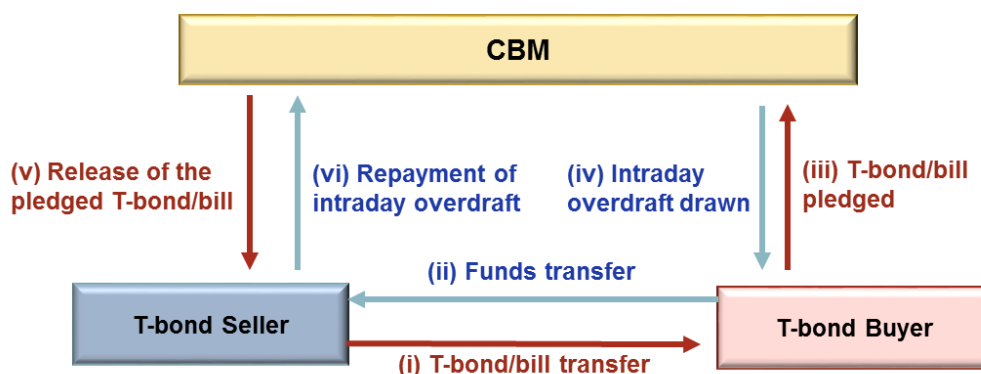 CBM
(v) Release of the
pledged T-bond/bill
(vi) Repayment of
intraday overdraft
(iv) Intraday
overdraft drawn
(iii) T-bond/bill
pledged
(ii) Funds transfer
T-bond Seller
T-bond Buyer
(i) T-bond/bill transfer